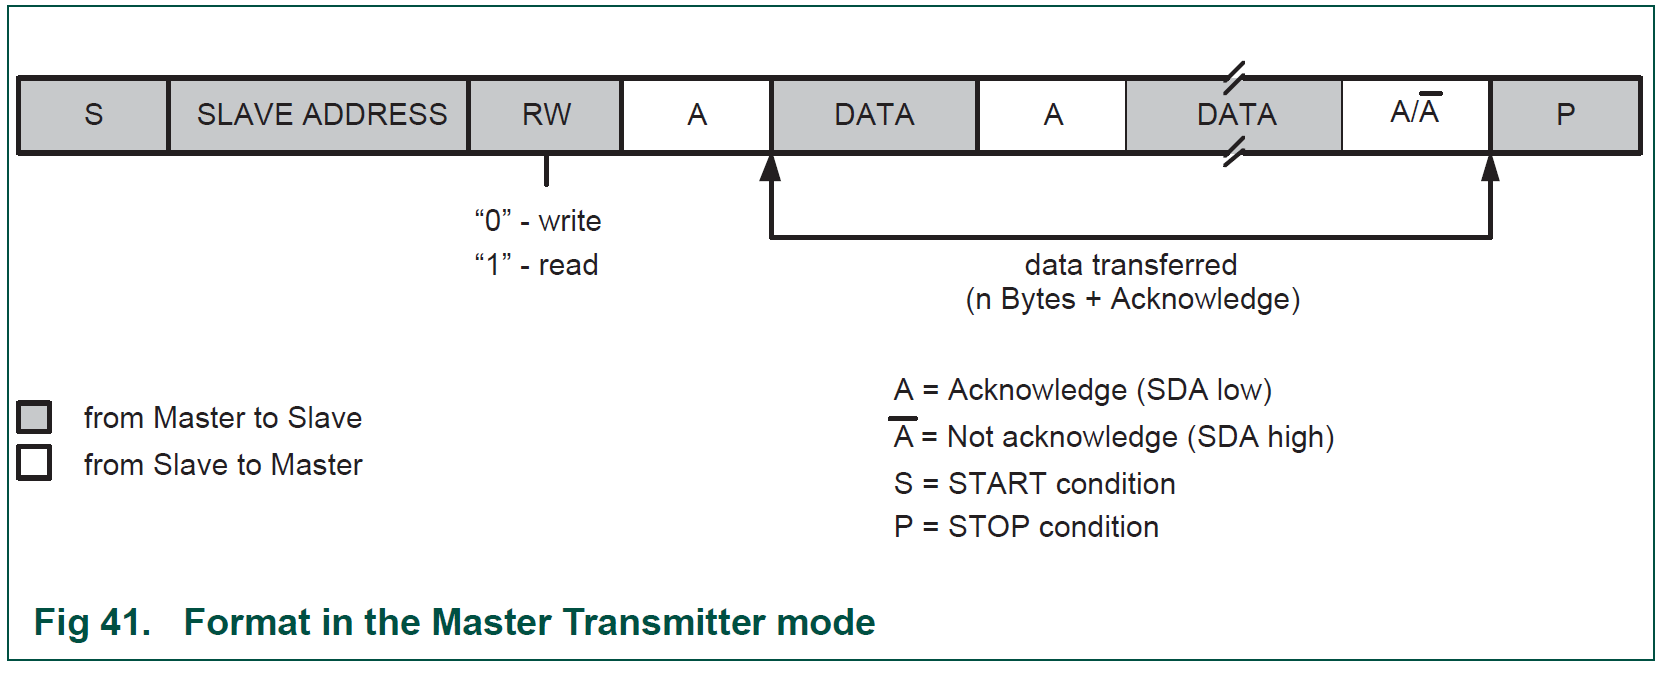 S SLAVE ADDRESS RW A DATA A DATA A/A̅ P
“0” - write
“1” - read
data transferred
(n Bytes + Acknowledge)
from Master to Slave
from Slave to Master
A = Acknowledge (SDA low)
A̅ = Not acknowledge (SDA high)
S = START condition
P = STOP condition
Fig 41. Format in the Master Transmitter mode